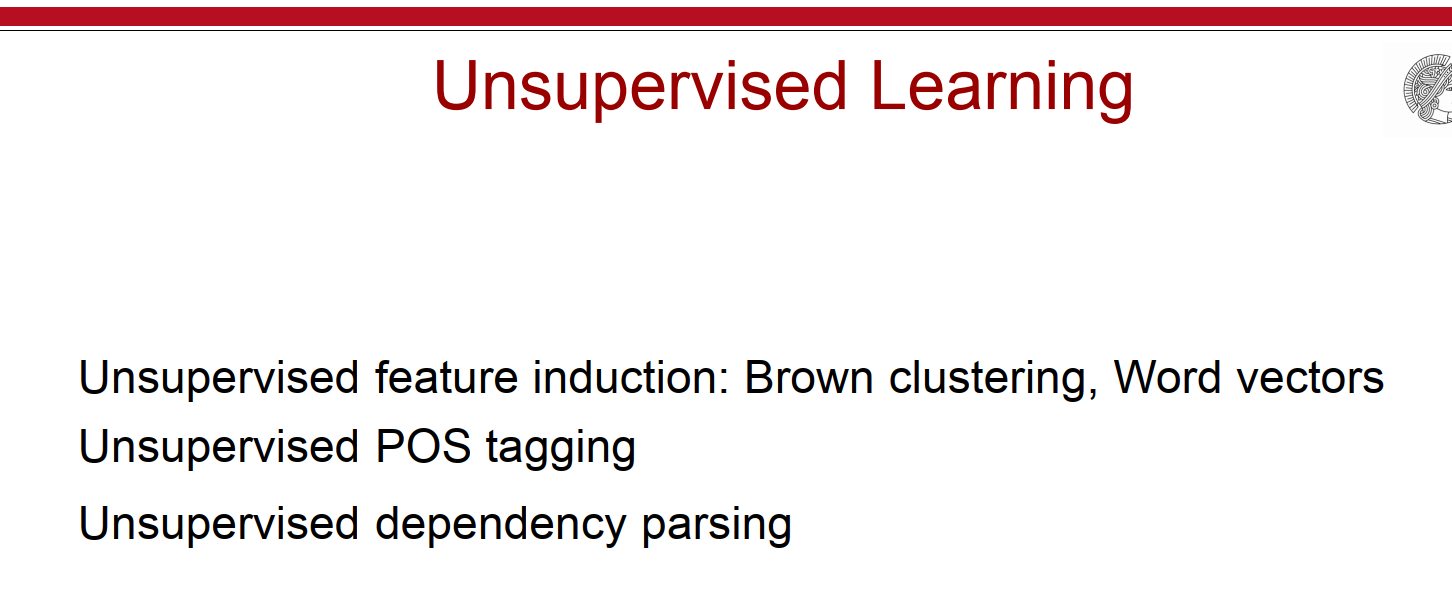 Unsupervised Learning
Unsupervised feature induction: Brown clustering, Word vectors
Unsupervised POS tagging
Unsupervised dependency parsing